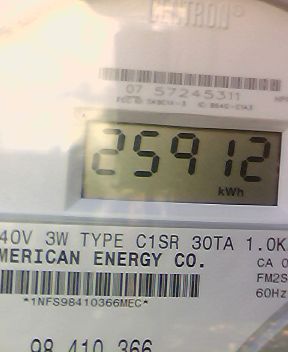 CENTRON®
07 57245311
25912
kWh
40V 3W TYPE C1SR 30TA 1.0K
MERICAN ENERGY CO.
CA 0
FM2S
60Hz
*1NFS98410366MEC*
98 410 366